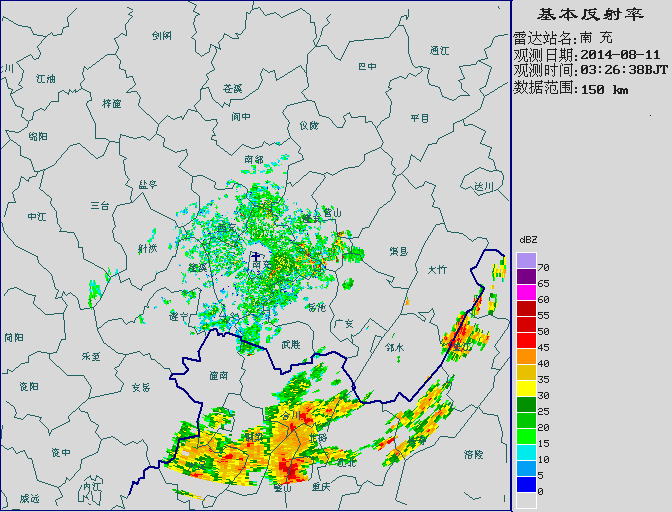 基本反射率
雷达站名:南 充
观测日期:2014-08-11
观测时间:03:26:38BJT
数据范围:150 km
剑阁
通江
巴中
江油
苍溪
梓潼
阆中
仪陇
平昌
绵阳
南部
盐亭
达川
三台
中江
营山
射洪
渠县
大竹
南充
蓬溪
遂宁
岳池
广安
简阳
武胜
邻水
乐至
潼南
资阳
安岳
合川
北碚
资中
涪陵
江北
内江
璧山
重庆
威远
dBZ
70
65
60
55
50
45
40
35
30
25
20
15
10
5
0